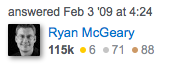 answered Feb 3 '09 at 4:24
Ryan McGeary
115k 6 71 88